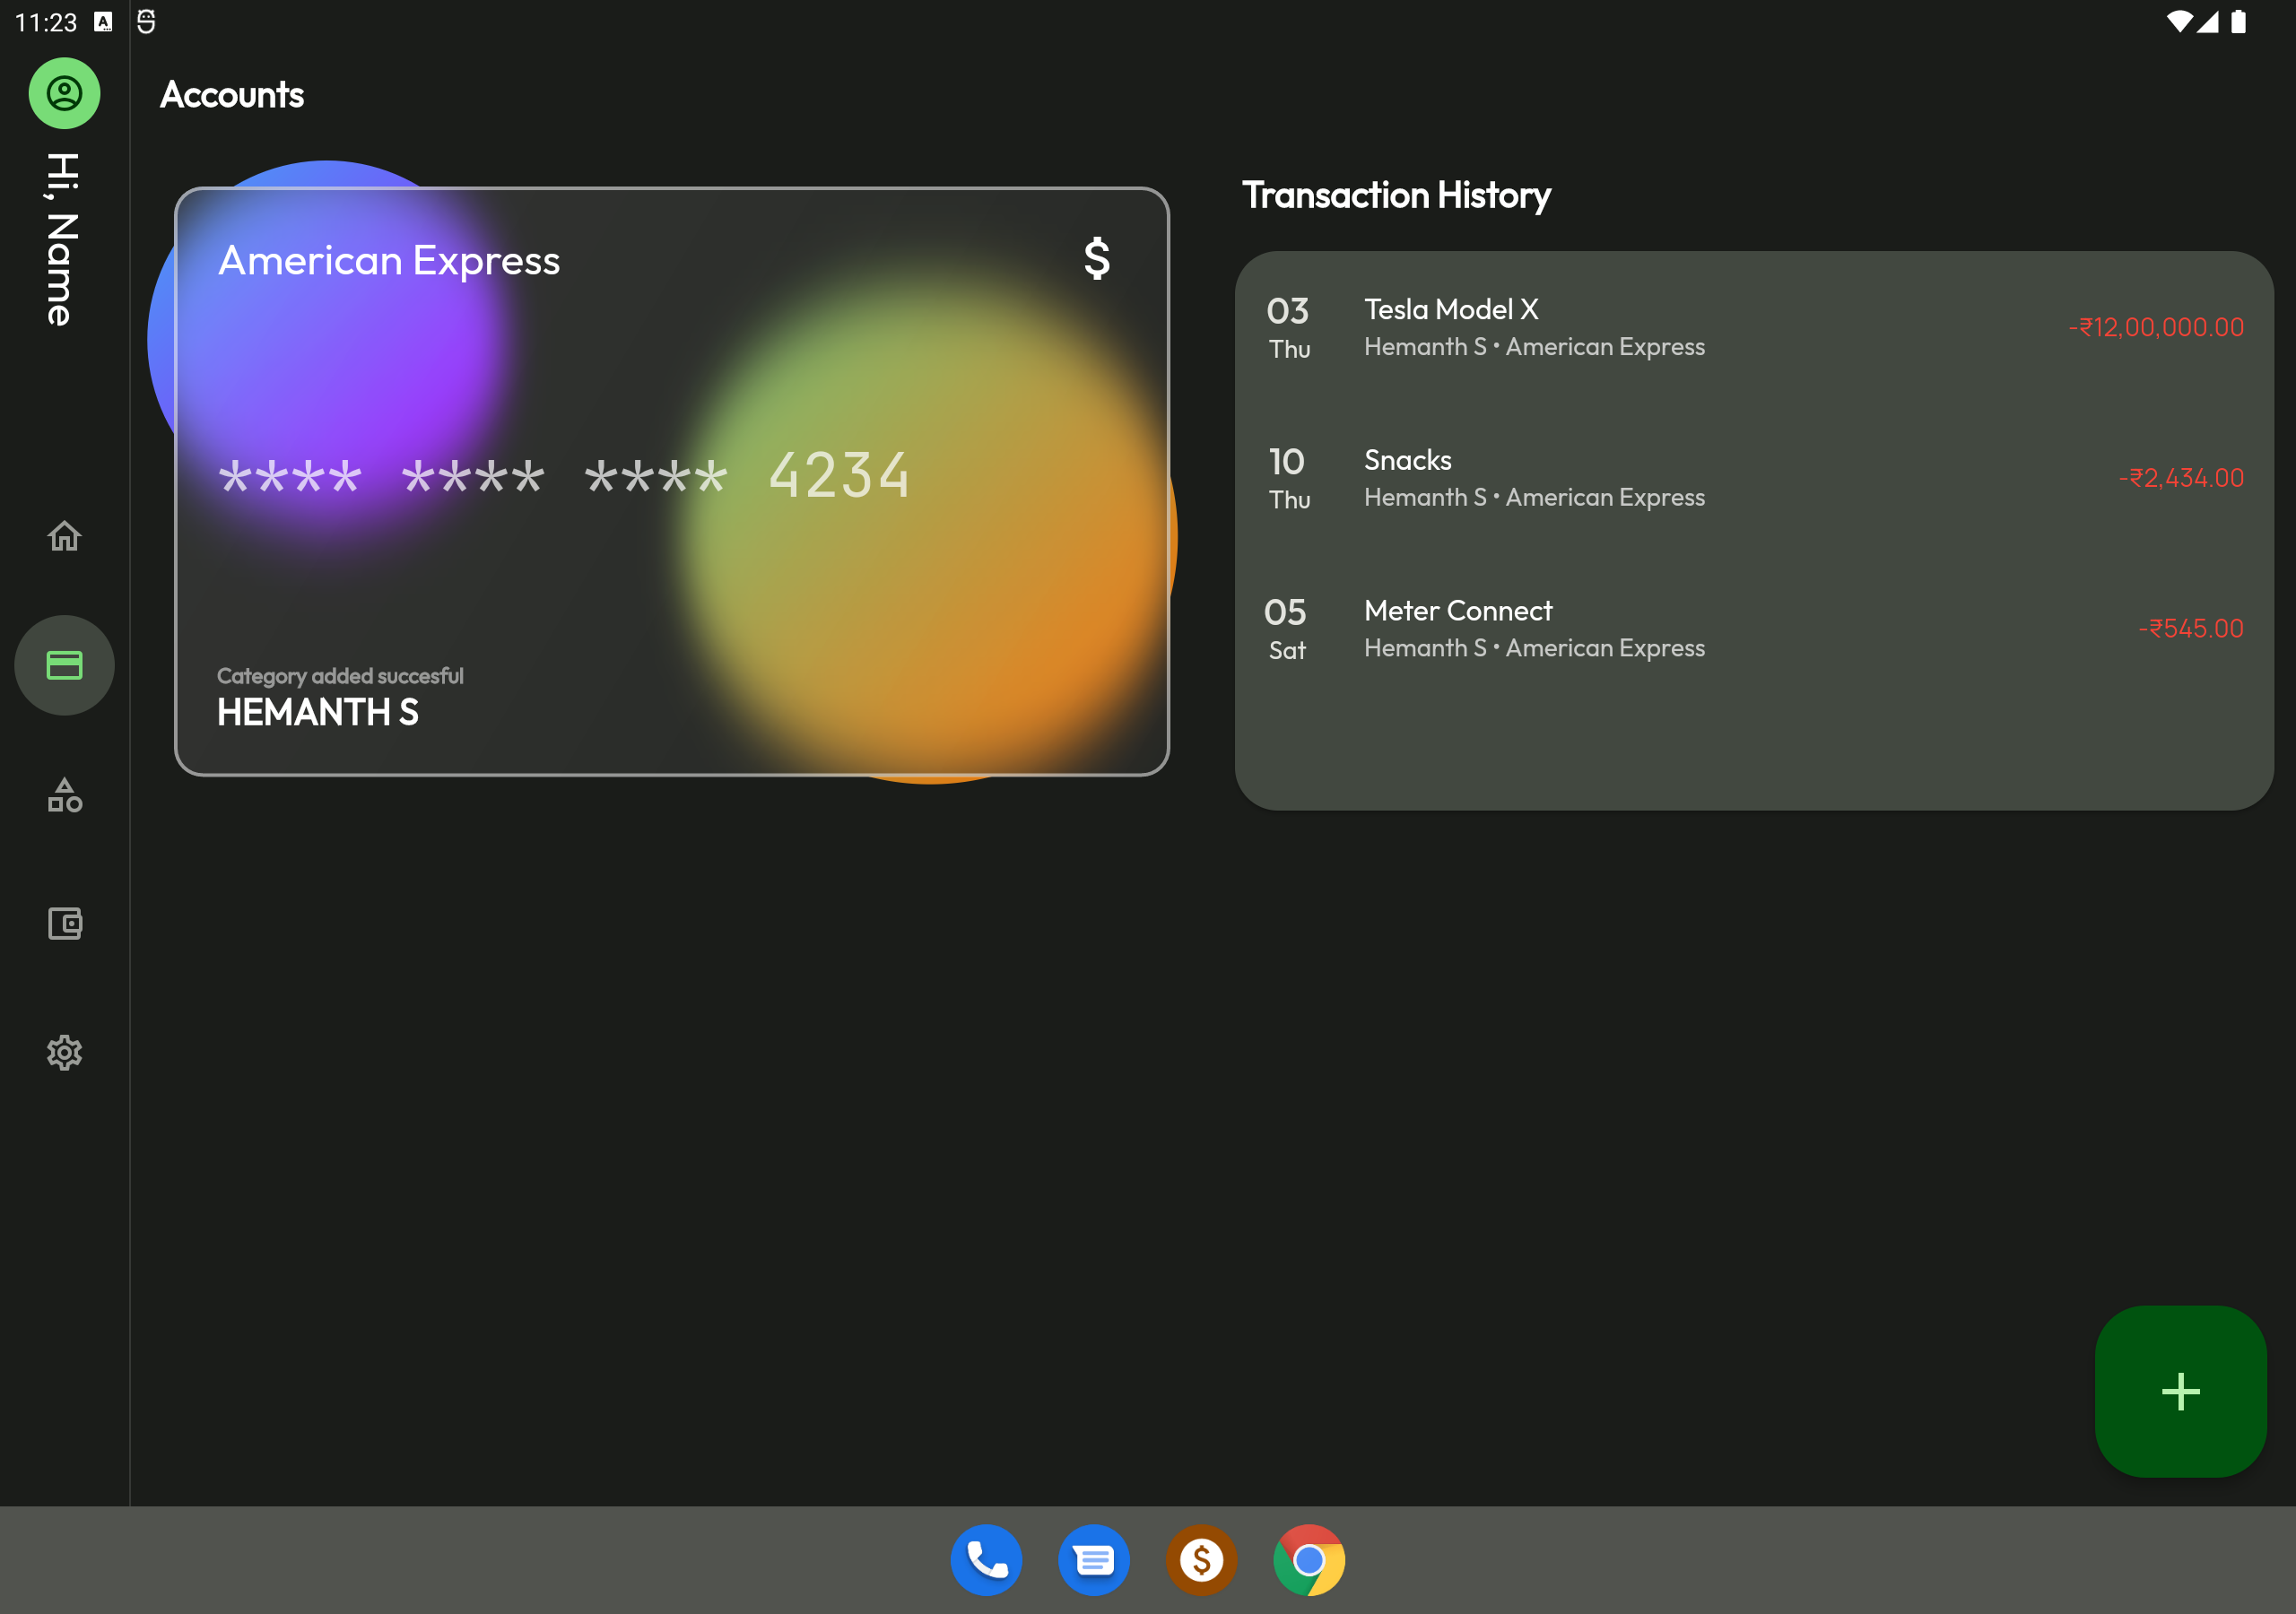 11:23
Hi, Name
Accounts
American Express
$
**** **** **** 4234
Category added succesful
HEMANTH S
Transaction History
03
Thu
Tesla Model X
Hemanth S • American Express
-₹12,00,000.00
10
Thu
Snacks
Hemanth S • American Express
-₹2,434.00
05
Sat
Meter Connect
Hemanth S • American Express
-₹545.00